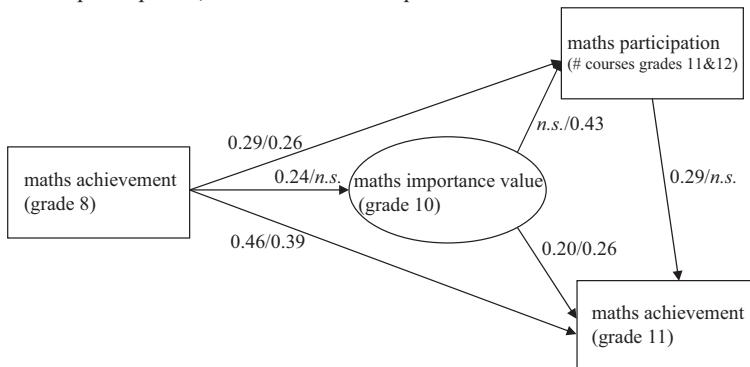 maths participation
(# courses grades 11&12)
n.s./0.43
0.29/0.26
maths achievement
(grade 8)
0.24/n.s.
maths importance value
(grade 10)
0.29/n.s.
0.46/0.39
0.20/0.26
maths achievement
(grade 11)